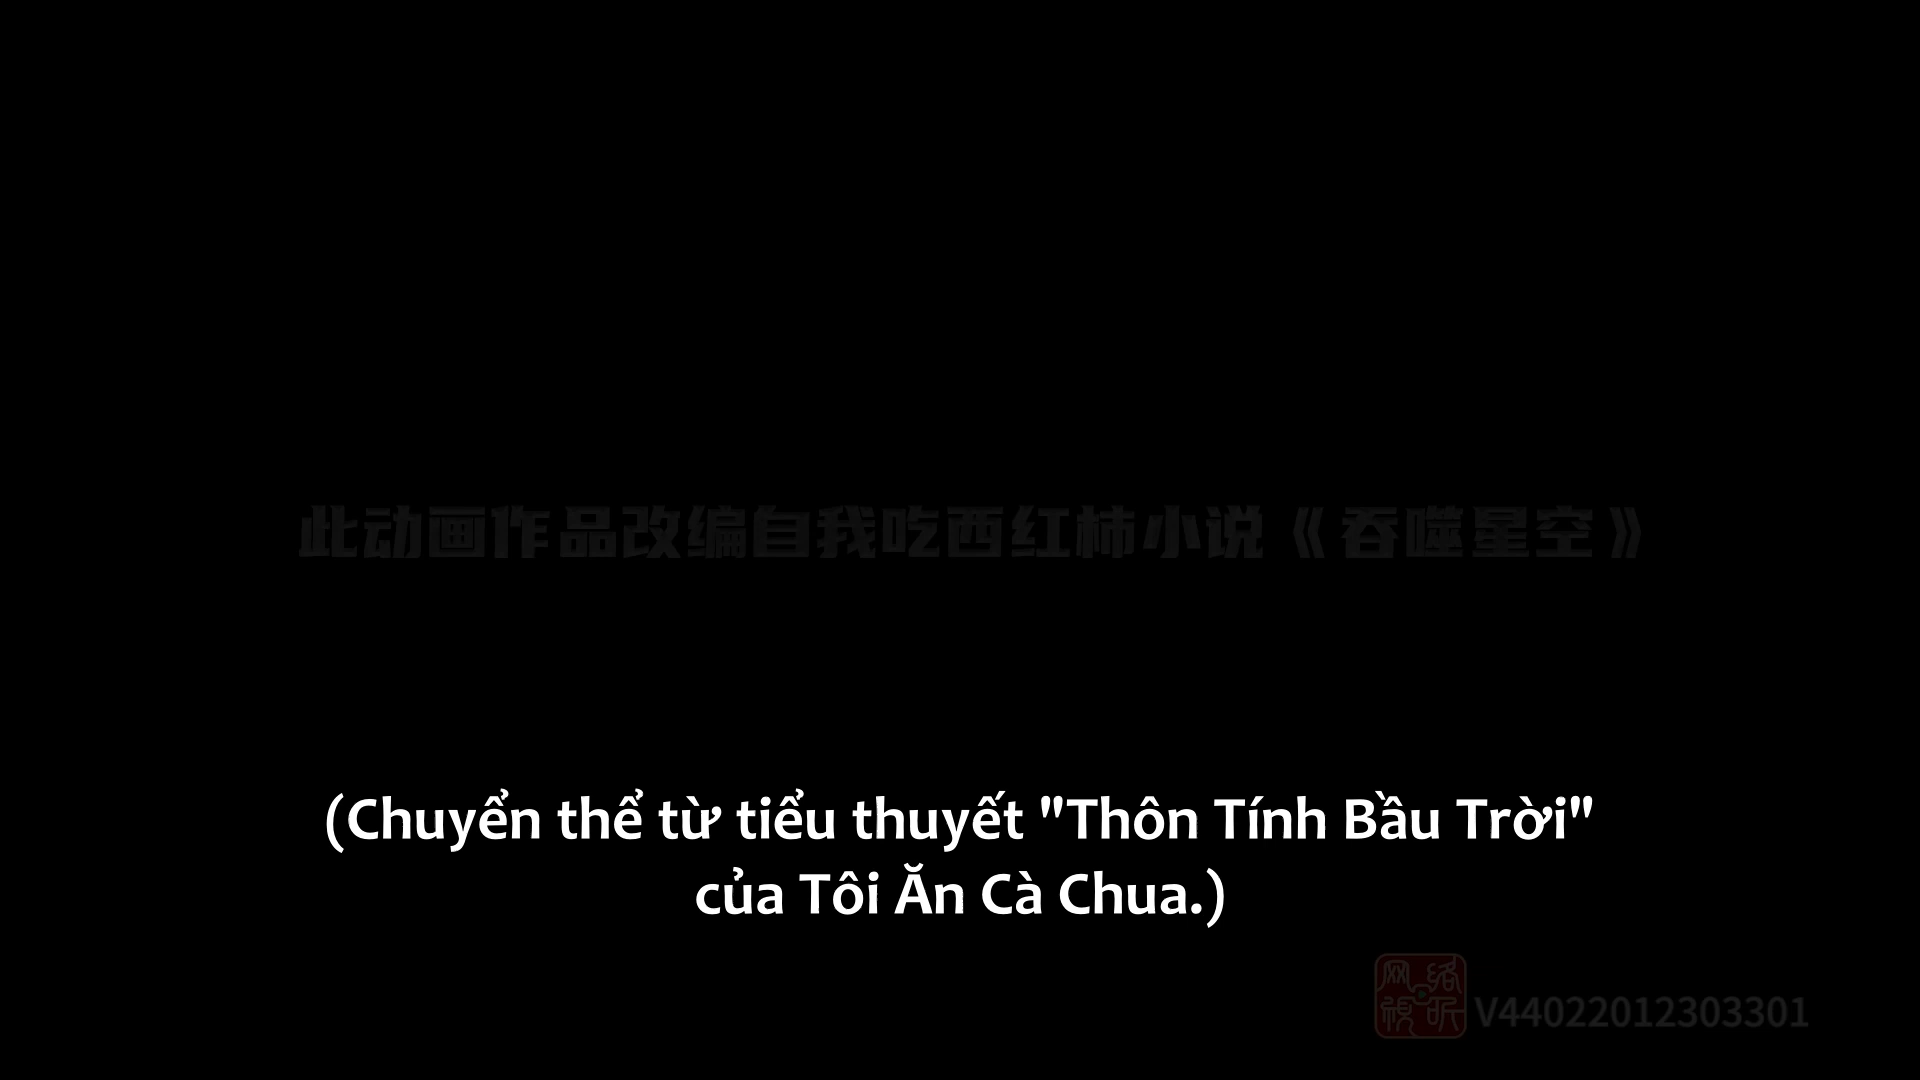 此动画作品改编自我吃西红柿小说《吞噬星空》
(Chuyển thể từ tiểu thuyết "Thôn Tính Bầu Trời"
của Tôi Ăn Cà Chua.)
网络
视听
V44022012303301